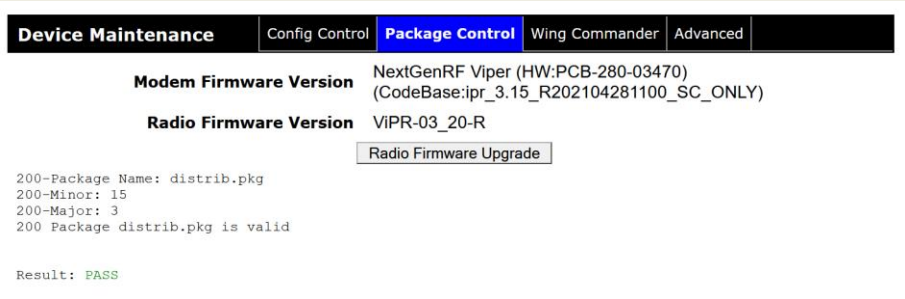 Device Maintenance Config Control Package Control Wing Commander Advanced
Modem Firmware Version NextGenRF Viper (HW:PCB-280-03470)
(CodeBase:ipr_3.15_R202104281100_SC_ONLY)
Radio Firmware Version ViPR-03_20-R
Radio Firmware Upgrade
200-Package Name: distrib.pkg
200-Minor: 15
200-Major: 3
200 Package distrib.pkg is valid
Result: PASS